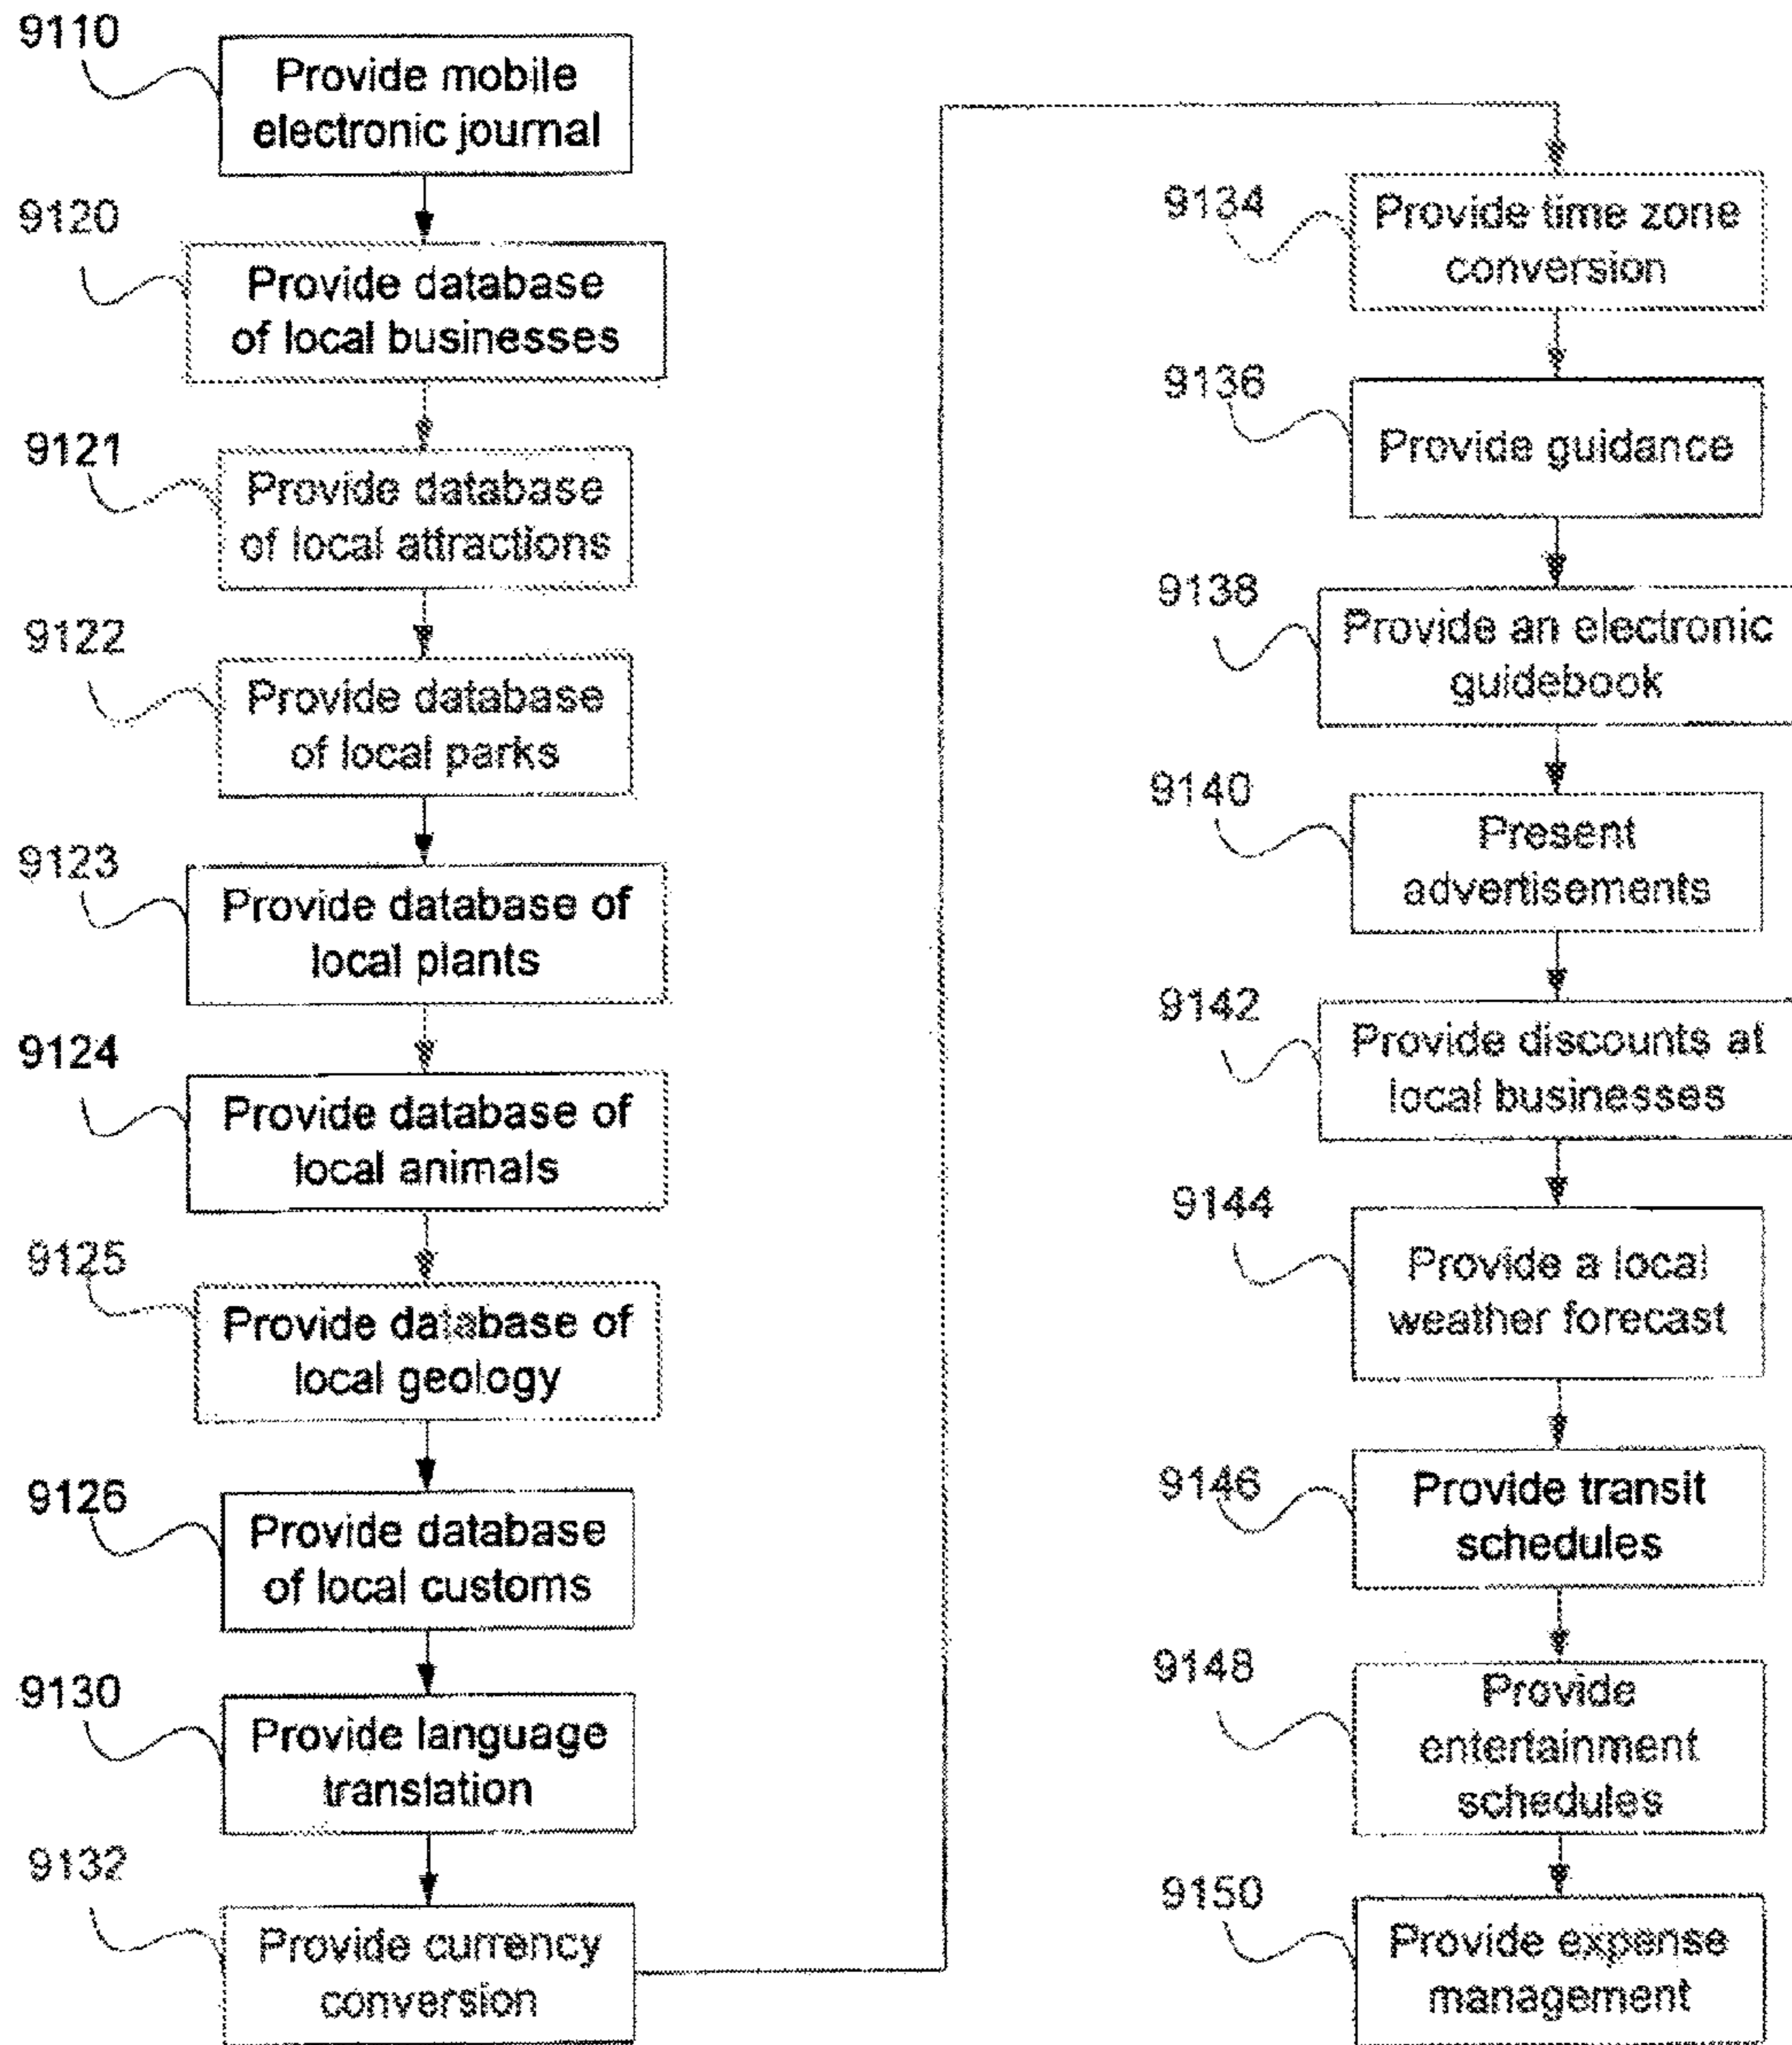 9110
Provide mobile
electronic journal
9120
Provide database
of local businesses
9121
Provide database
of local attractions
9122
Provide database
of local parks
9123
Provide database of
local plants
9124
Provide database of
local animals
9125
Provide database of
local geology
9126
Provide database
of local customs
9130
Provide language
translation
9132
Provide currency
conversion
9134
Provide time zone
conversion
9136
Provide guidance
9138
Provide an electronic
guidebook
9140
Present
advertisements
9142
Provide discounts at
local businesses
9144
Provide a local
weather forecast
9146
Provide transit
schedules
9148
Provide
entertainment
schedules
9150
Provide expense
management